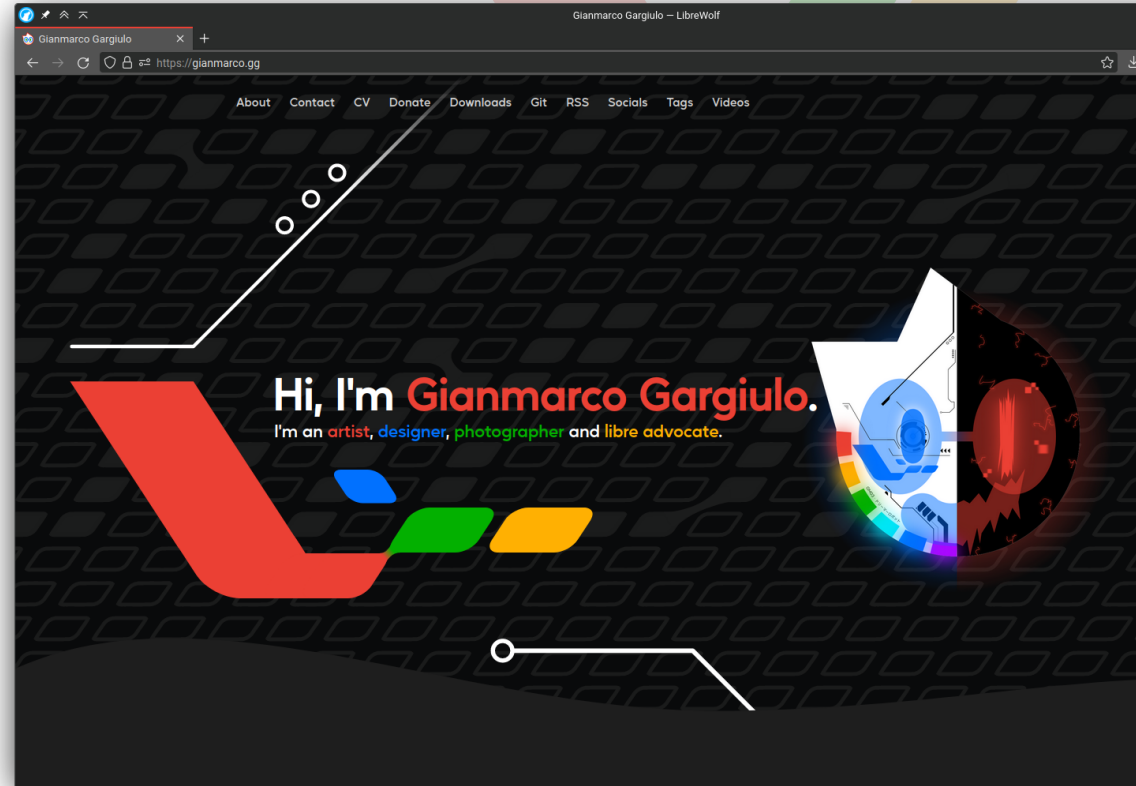 Gianmarco Gargiulo — LibreWolf
Gianmarco Gargiulo
https://gianmarco.gg
About Contact CV Donate Downloads Git RSS Socials Tags Videos
Hi, I'm Gianmarco Gargiulo.
I'm an artist, designer, photographer and libre advocate.